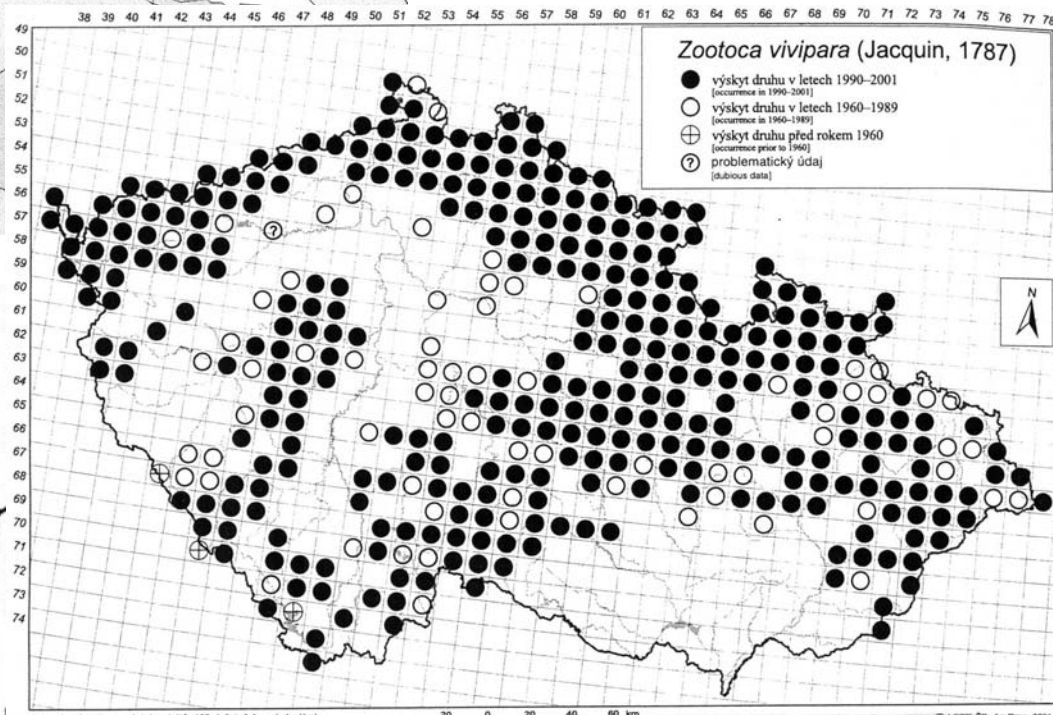 38 39 40 41 42 43 44 45 46 47 48 49 50 51 52 53 54 55 56 57 58 59 60 61 62 63 64 65 66 67 68 69 70 71 72 73 74 75 76 77 78
49
50
51
52
53
54
55
56
57
58
59
60
61
62
63
64
65
66
67
68
69
70
71
72
73
74
Zootoca vivipara (Jacquin, 1787)
výskyt druhu v letech 1990–2001
[occurrence in 1990–2001]
výskyt druhu v letech 1960–1989
[occurrence in 1960–1989]
výskyt druhu před rokem 1960
[occurrence prior to 1960]
? problematický údaj
[dubious data]
?
N
20 0 20 40 60 km